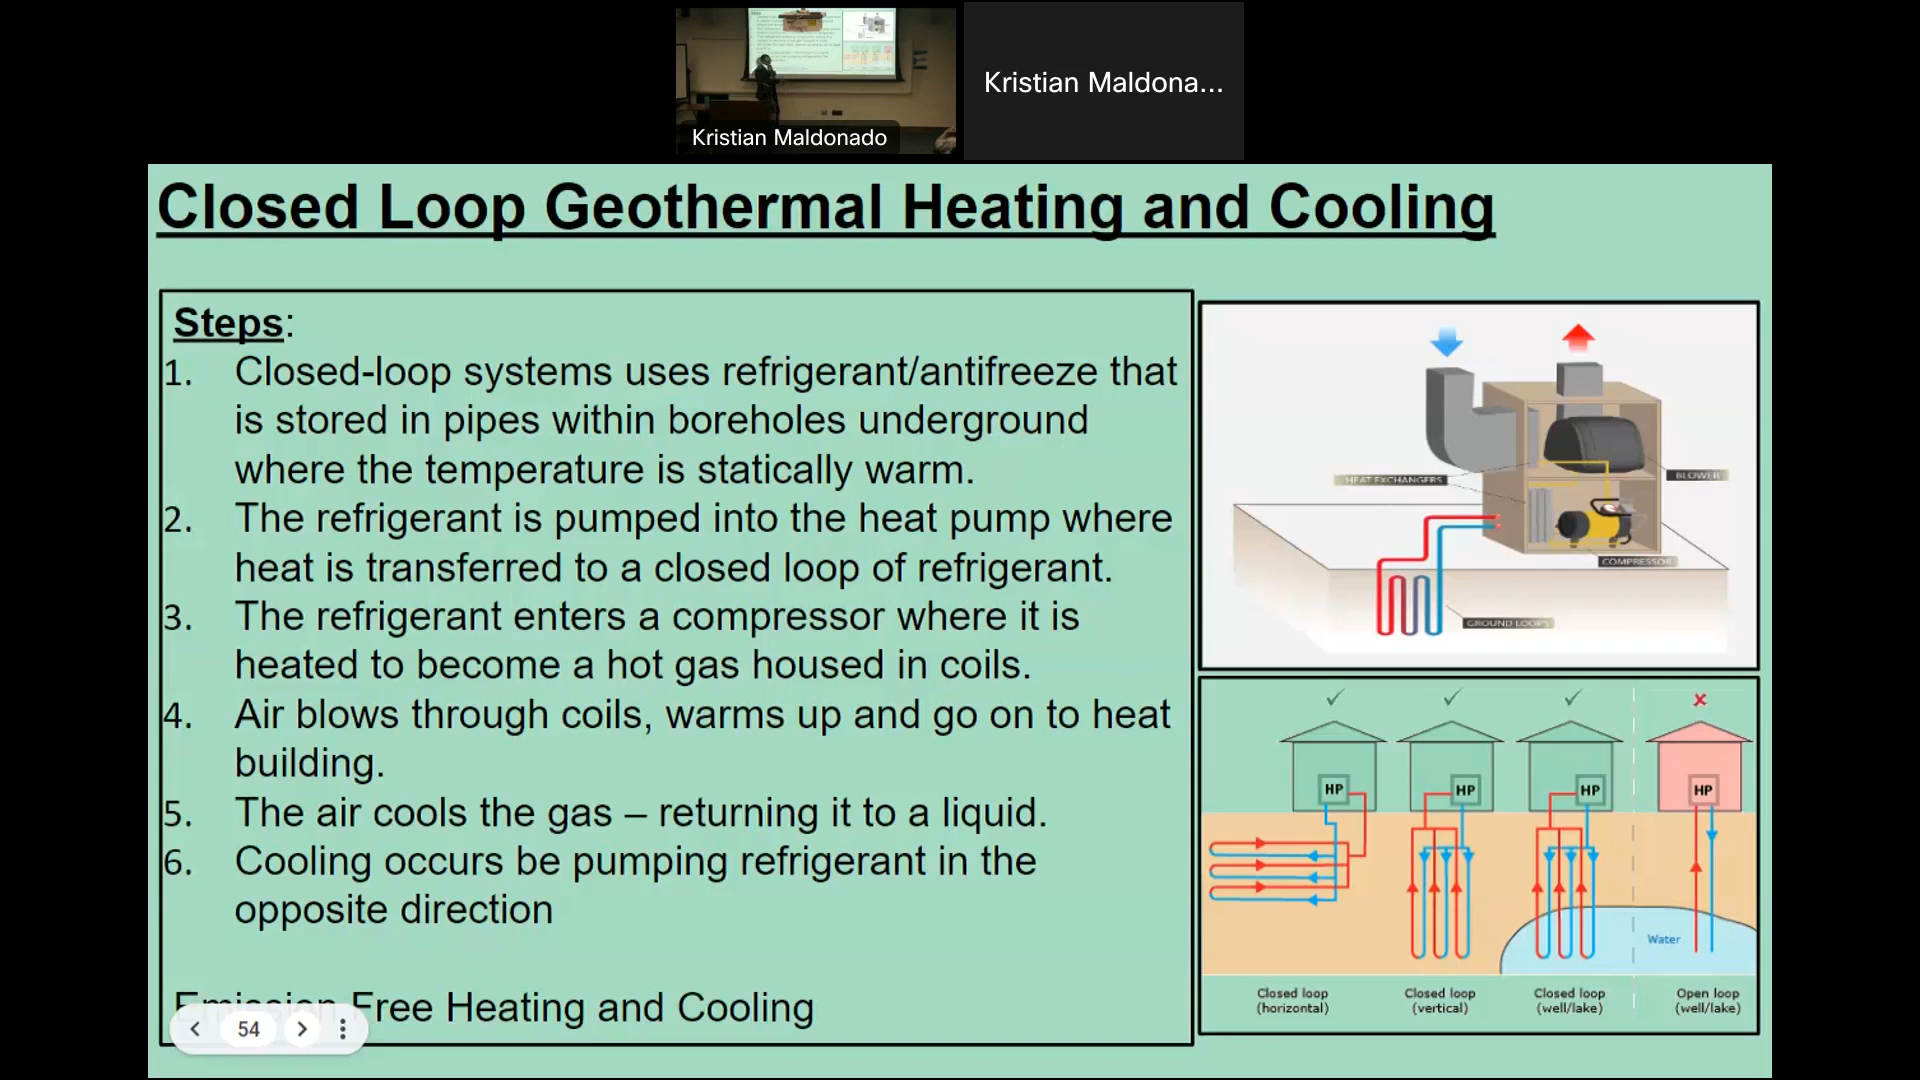 Kristian Maldonado
Kristian Maldona...
Closed Loop Geothermal Heating and Cooling
Steps:
1. Closed-loop systems uses refrigerant/antifreeze that
is stored in pipes within boreholes underground
where the temperature is statically warm.
2. The refrigerant is pumped into the heat pump where
heat is transferred to a closed loop of refrigerant.
3. The refrigerant enters a compressor where it is
heated to become a hot gas housed in coils.
4. Air blows through coils, warms up and go on to heat
building.
5. The air cools the gas – returning it to a liquid.
6. Cooling occurs be pumping refrigerant in the
opposite direction
Emission Free Heating and Cooling
54
HEAT EXCHANGERS
BLOWER
COMPRESSOR
GROUND LOOPS
HP
HP
HP
HP
Water
Closed loop
(horizontal)
Closed loop
(vertical)
Closed loop
(well/lake)
Open loop
(well/lake)